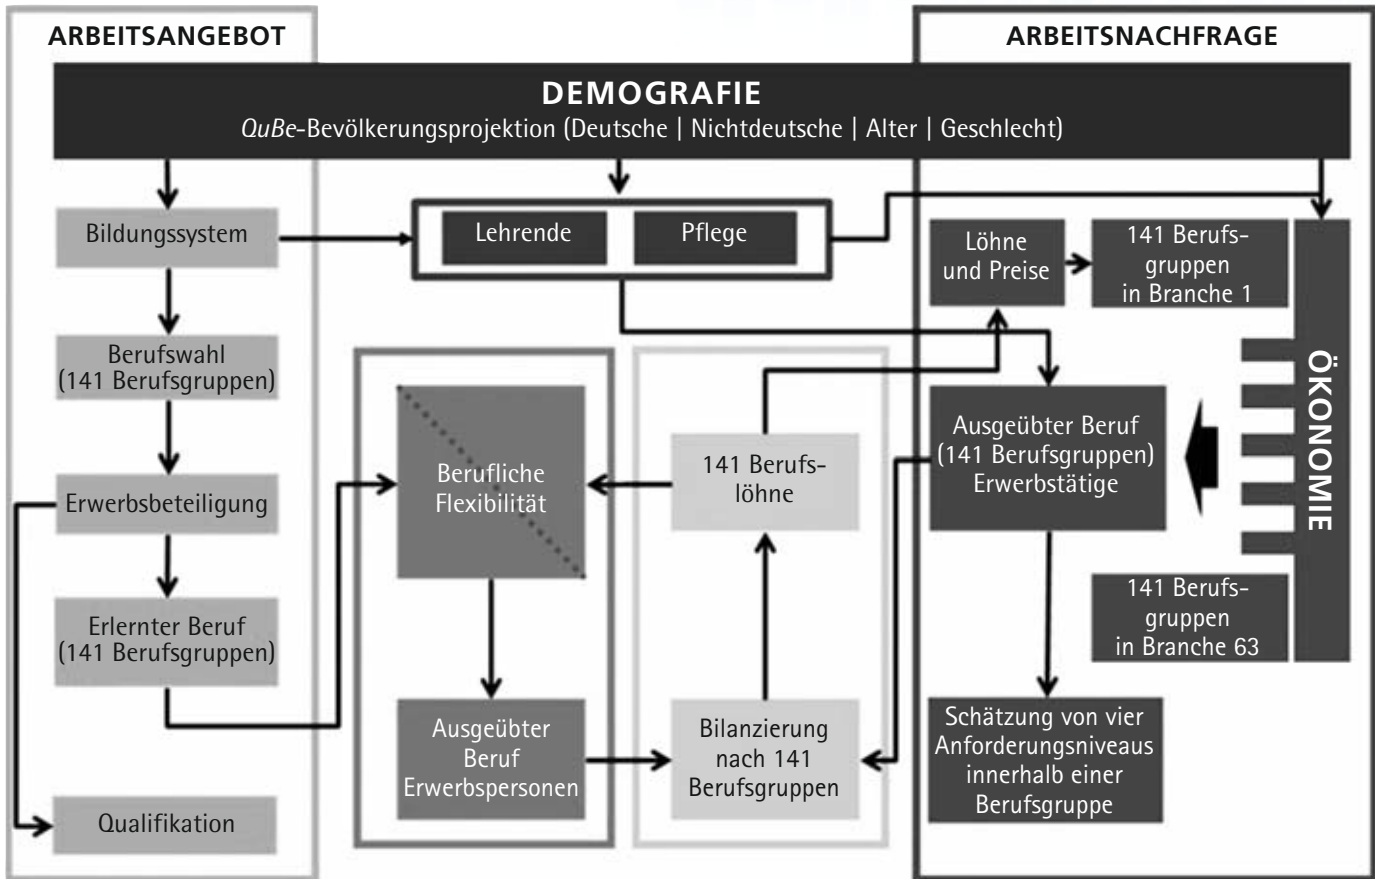 ARBEITSANGEBOT
ARBEITSNACHFRAGE
DEMOGRAFIE
QuBe-Bevölkerungsprojektion (Deutsche | Nichtdeutsche | Alter | Geschlecht)
Bildungssystem
Lehrende
Pflege
Löhne
und Preise
141 Berufs-
gruppen
in Branche 1
Berufswahl
(141 Berufsgruppen)
Erwerbsbeteiligung
Erlernter Beruf
(141 Berufsgruppen)
Qualifikation
Berufliche
Flexibilität
Ausgeübter
Beruf
Erwerbspersonen
141 Berufs-
löhne
Bilanzierung
nach 141
Berufsgruppen
Ausgeübter Beruf
(141 Berufsgruppen)
Erwerbstätige
ÖKONOMIE
141 Berufs-
gruppen
in Branche 63
Schätzung von vier
Anforderungsniveaus
innerhalb einer
Berufsgruppe